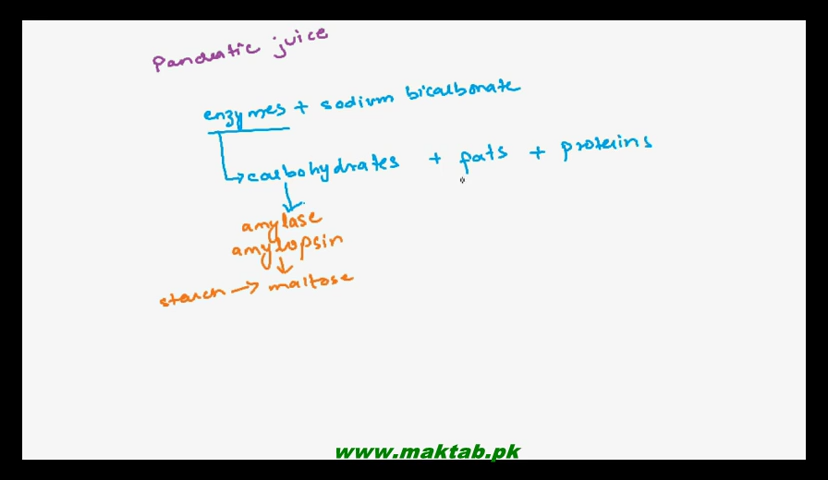 Pancreatic juice
enzymes + sodium bicarbonate
carbohydrates + fats + proteins
amylase
amylopsin
starch → maltose
www.maktab.pk